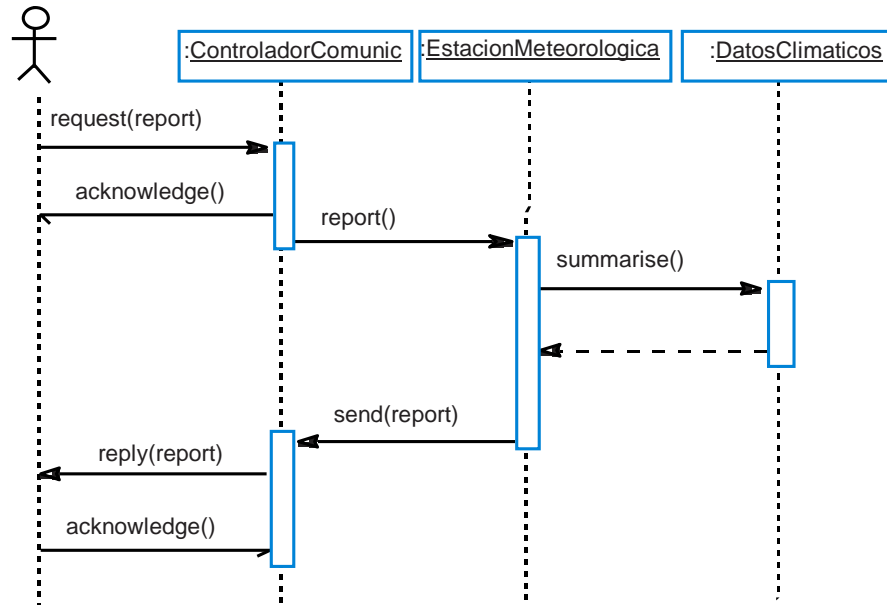 :ControladorComunic
:EstacionMeteorologica
:DatosClimaticos
request(report)
acknowledge()
report()
summarise()
send(report)
reply(report)
acknowledge()